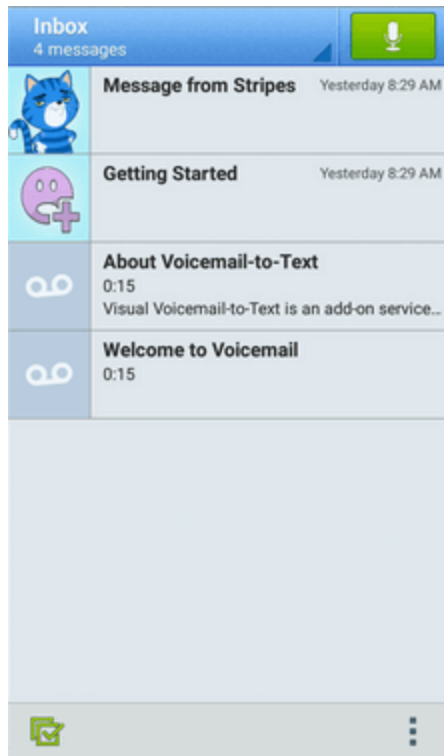 Inbox
4 messages
Message from Stripes Yesterday 8:29 AM
Getting Started Yesterday 8:29 AM
About Voicemail-to-Text
0:15
Visual Voicemail-to-Text is an add-on service...
Welcome to Voicemail
0:15